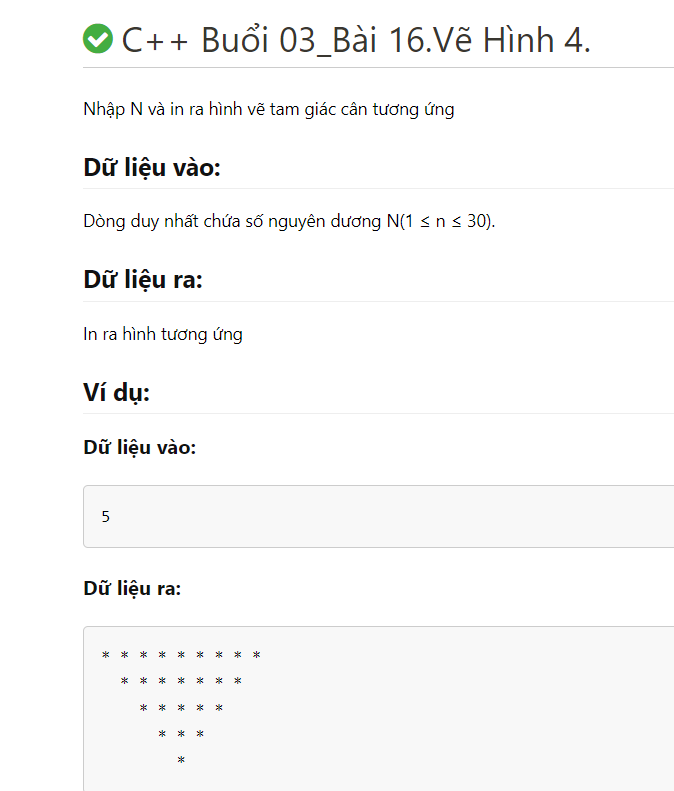 C++ Buổi 03_Bài 16.Vẽ Hình 4.
Nhập N và in ra hình vẽ tam giác cân tương ứng
Dữ liệu vào:
Dòng duy nhất chứa số nguyên dương N(1 ≤ n ≤ 30).
Dữ liệu ra:
In ra hình tương ứng
Ví dụ:
Dữ liệu vào:
5
Dữ liệu ra:
* * * * * * * * *
  * * * * * * *
    * * * * *
      * * *
        *